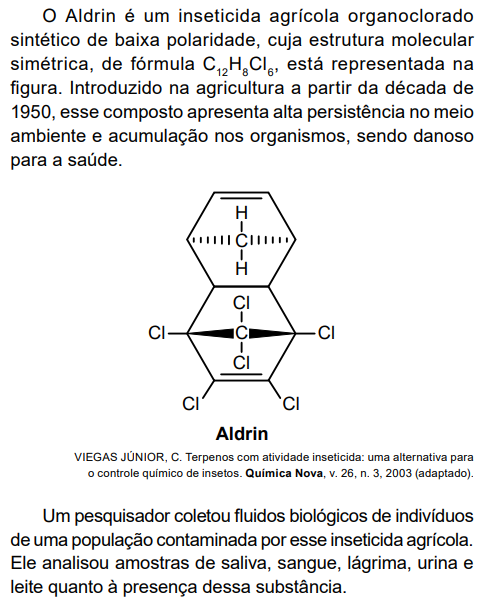 O Aldrin é um inseticida agrícola organoclorado
sintético de baixa polaridade, cuja estrutura molecular
simétrica, de fórmula C₁₂H₈Cl₆, está representada na
figura. Introduzido na agricultura a partir da década de
1950, esse composto apresenta alta persistência no meio
ambiente e acumulação nos organismos, sendo danoso
para a saúde.
H
C
H
Cl
Cl C Cl
Cl
Cl Cl
Aldrin
VIEGAS JÚNIOR, C. Terpenos com atividade inseticida: uma alternativa para
o controle químico de insetos. Química Nova, v. 26, n. 3, 2003 (adaptado).
Um pesquisador coletou fluidos biológicos de indivíduos
de uma população contaminada por esse inseticida agrícola.
Ele analisou amostras de saliva, sangue, lágrima, urina e
leite quanto à presença dessa substância.